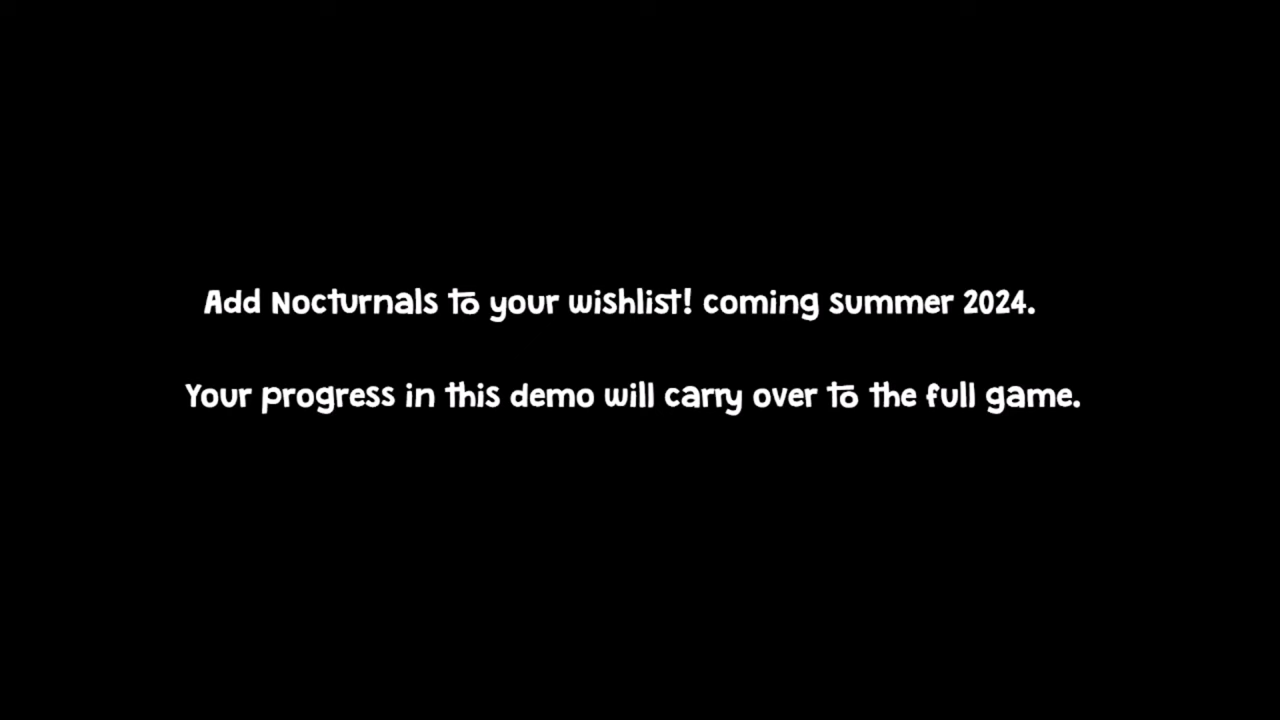 Add Nocturnals to your wishlist! coming summer 2024.
Your progress in this demo will carry over to the full game.